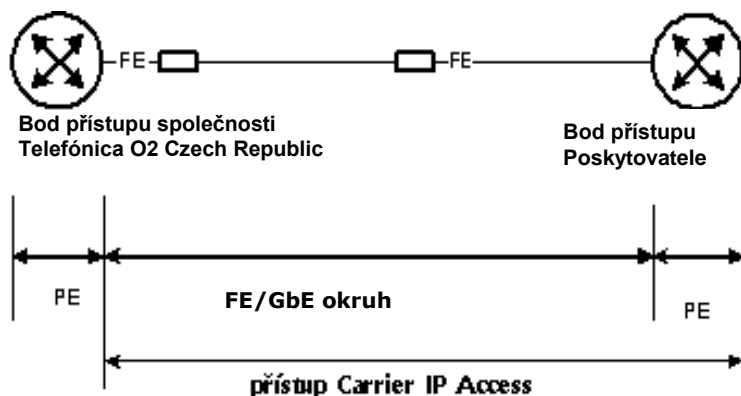 FE
FE
Bod přístupu společnosti
Telefónica O2 Czech Republic
Bod přístupu
Poskytovatele
PE
FE/GbE okruh
PE
přístup Carrier IP Access